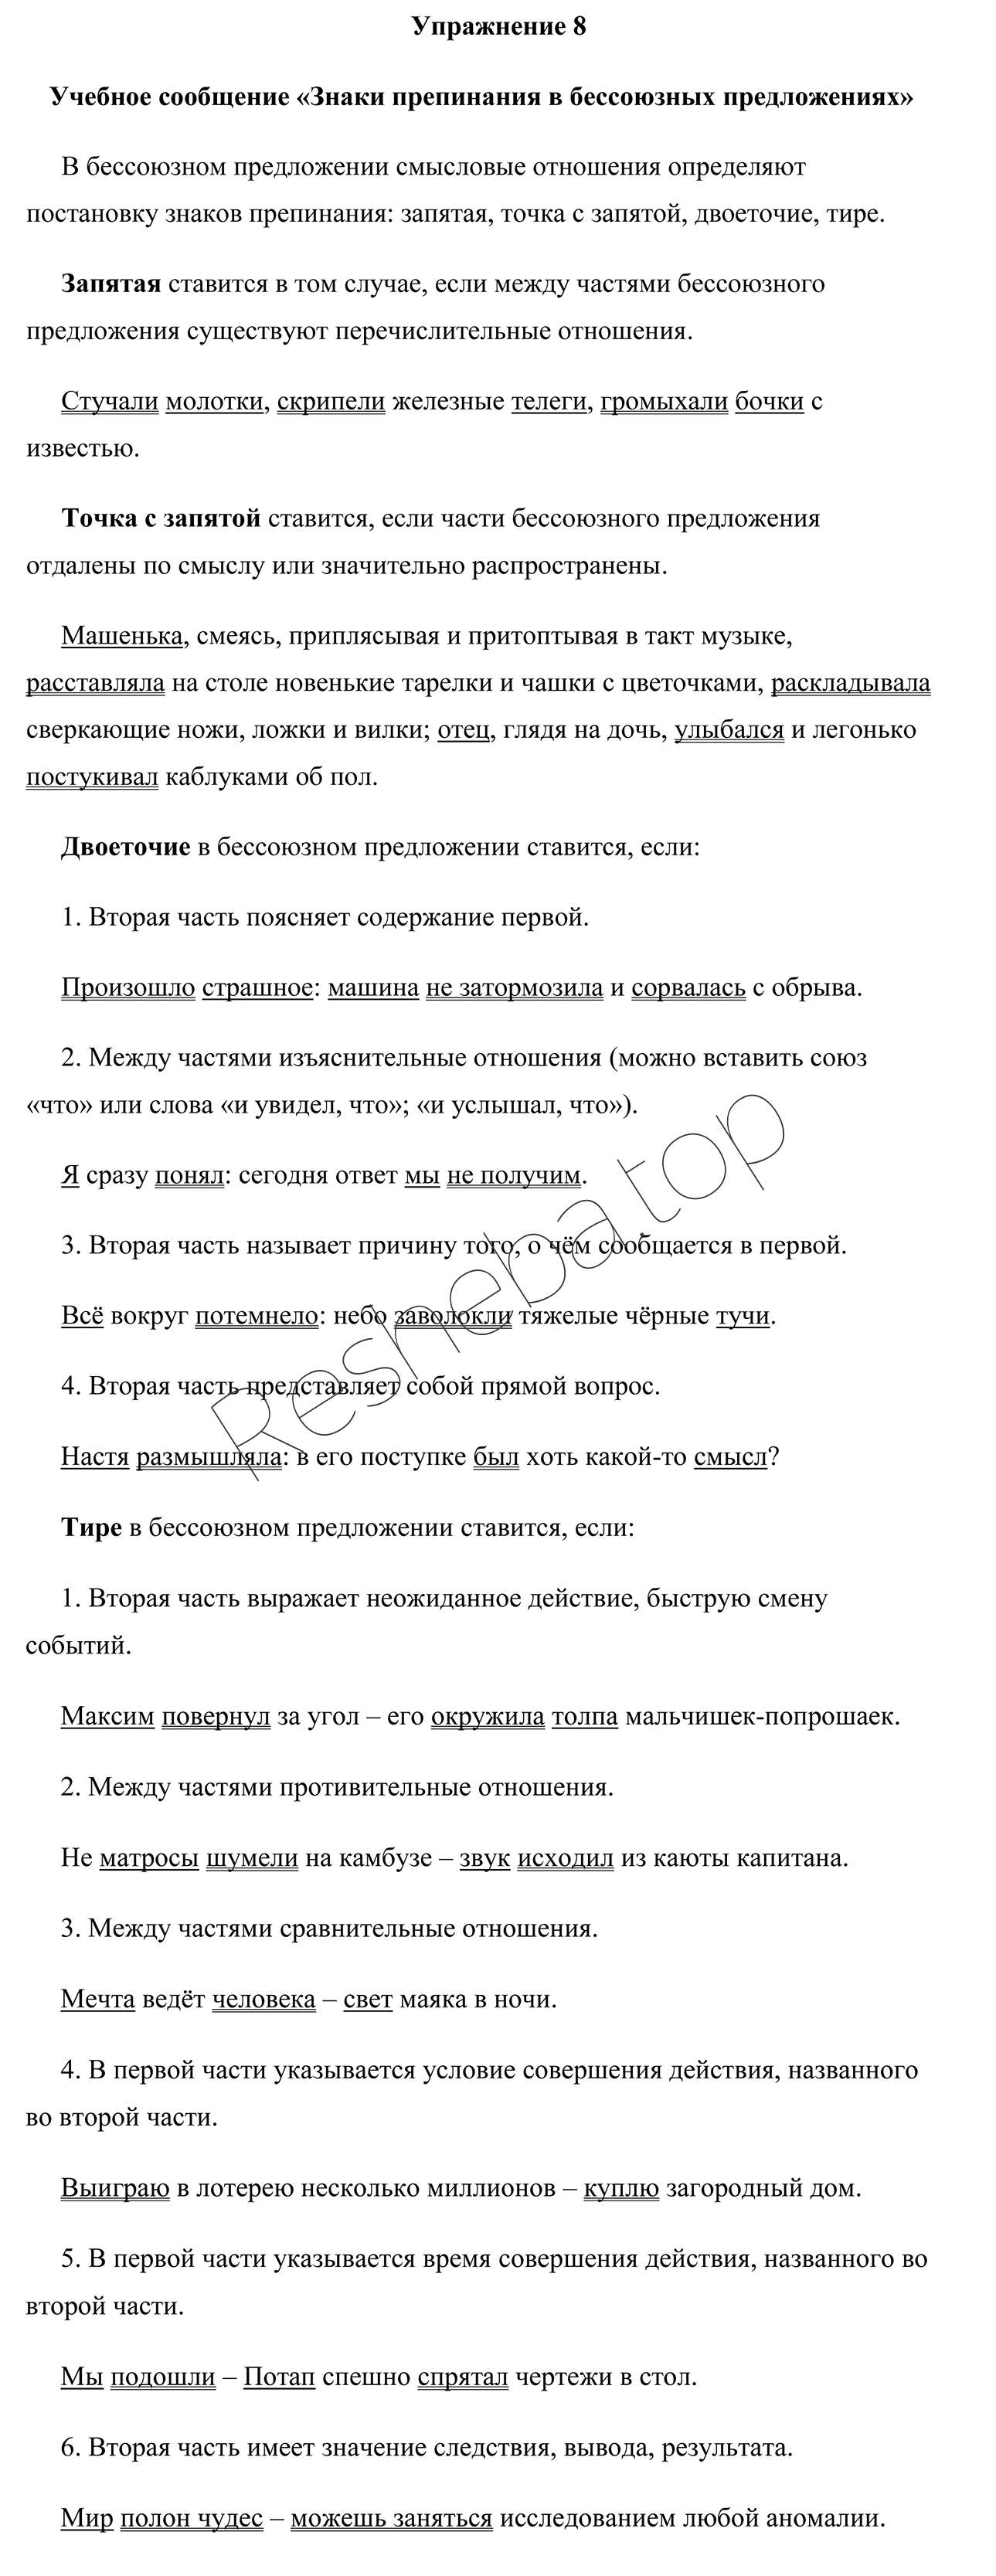 Упражнение 8
Учебное сообщение «Знаки препинания в бессоюзных предложениях»
В бессоюзном предложении смысловые отношения определяют
постановку знаков препинания: запятая, точка с запятой, двоеточие, тире.
Запятая ставится в том случае, если между частями бессоюзного
предложения существуют перечислительные отношения.
Стучали молотки, скрипели железные телеги, громыхали бочки с
известью.
Точка с запятой ставится, если части бессоюзного предложения
отдалены по смыслу или значительно распространены.
Машенька, смеясь, приплясывая и притоптывая в такт музыке,
расставляла на столе новенькие тарелки и чашки с цветочками, раскладывала
сверкающие ножи, ложки и вилки; отец, глядя на дочь, улыбался и легонько
постукивал каблуками об пол.
Двоеточие в бессоюзном предложении ставится, если:
1. Вторая часть поясняет содержание первой.
Произошло страшное: машина не затормозила и сорвалась с обрыва.
2. Между частями изъяснительные отношения (можно вставить союз
«что» или слова «и увидел, что»; «и услышал, что»).
Я сразу понял: сегодня ответ мы не получим.
3. Вторая часть называет причину того, о чём сообщается в первой.
Всё вокруг потемнело: небо заволокли тяжелые чёрные тучи.
4. Вторая часть представляет собой прямой вопрос.
Настя размышляла: в его поступке был хоть какой-то смысл?
Тире в бессоюзном предложении ставится, если:
1. Вторая часть выражает неожиданное действие, быструю смену
событий.
Максим повернул за угол – его окружила толпа мальчишек-попрошаек.
2. Между частями противительные отношения.
Не матросы шумели на камбузе – звук исходил из каюты капитана.
3. Между частями сравнительные отношения.
Мечта ведёт человека – свет маяка в ночи.
4. В первой части указывается условие совершения действия, названного
во второй части.
Выиграю в лотерею несколько миллионов – куплю загородный дом.
5. В первой части указывается время совершения действия, названного во
второй части.
Мы подошли – Потап спешно спрятал чертежи в стол.
6. Вторая часть имеет значение следствия, вывода, результата.
Мир полон чудес – можешь заняться исследованием любой аномалии.
Resheba.top